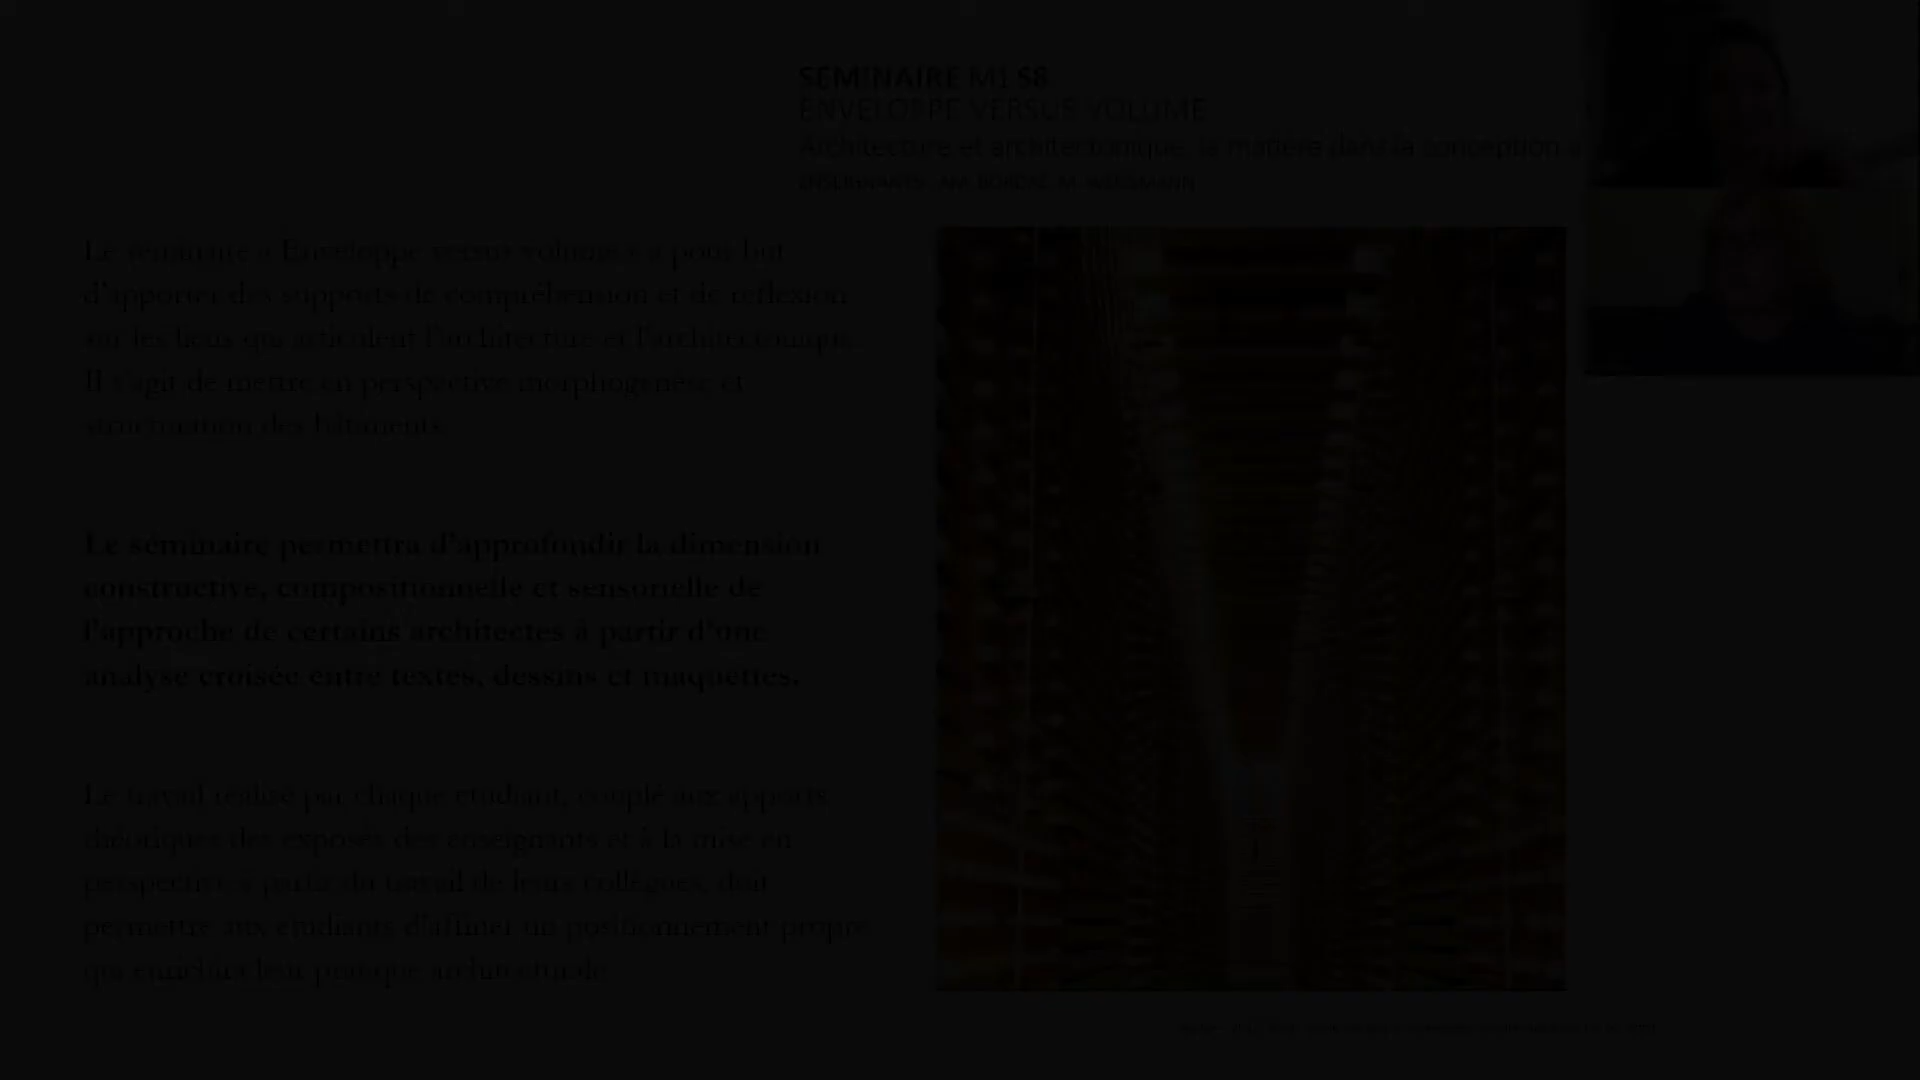 SEMINAIRE M1 S8
ENVELOPPE VERSUS VOLUME
Architecture et architectonique, la matière dans la conception
ENSEIGNANTS : AM. BORDAS, M.
Le séminaire « Enveloppe versus volume » a pour but
d'apporter des supports de compréhension et de réflexion
sur les liens qui articulent l'architecture et l'architectonique.
Il s'agit de mettre en perspective morphogenèse et
structuration des bâtiments.
Le séminaire permettra d'approfondir la dimension
constructive, compositionnelle et sensorielle de
l'approche de certains architectes à partir d'une
analyse croisée entre textes, dessins et maquettes.
Le travail réalisé par chaque étudiant, couplé aux apports
théoriques des exposés des enseignants et à la mise en
perspective à partir du travail de leurs collègues, doit
permettre aux étudiants d'affiner un positionnement propre
qui enrichira leur pratique architecturale.